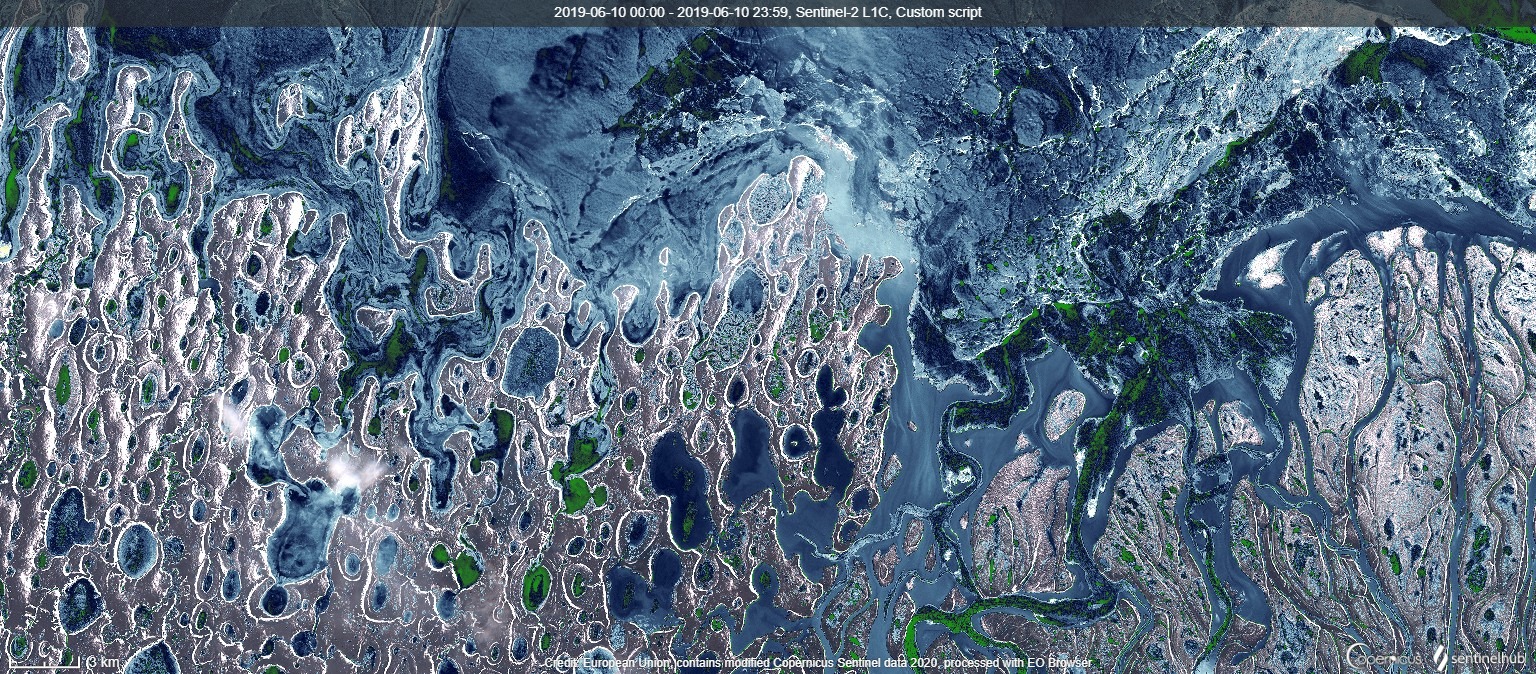 2019-06-10 00:00 - 2019-06-10 23:59, Sentinel-2 L1C, Custom script
3 km
Credit: European Union, contains modified Copernicus Sentinel data 2020, processed with EO Browser
opernicus sentinelhub